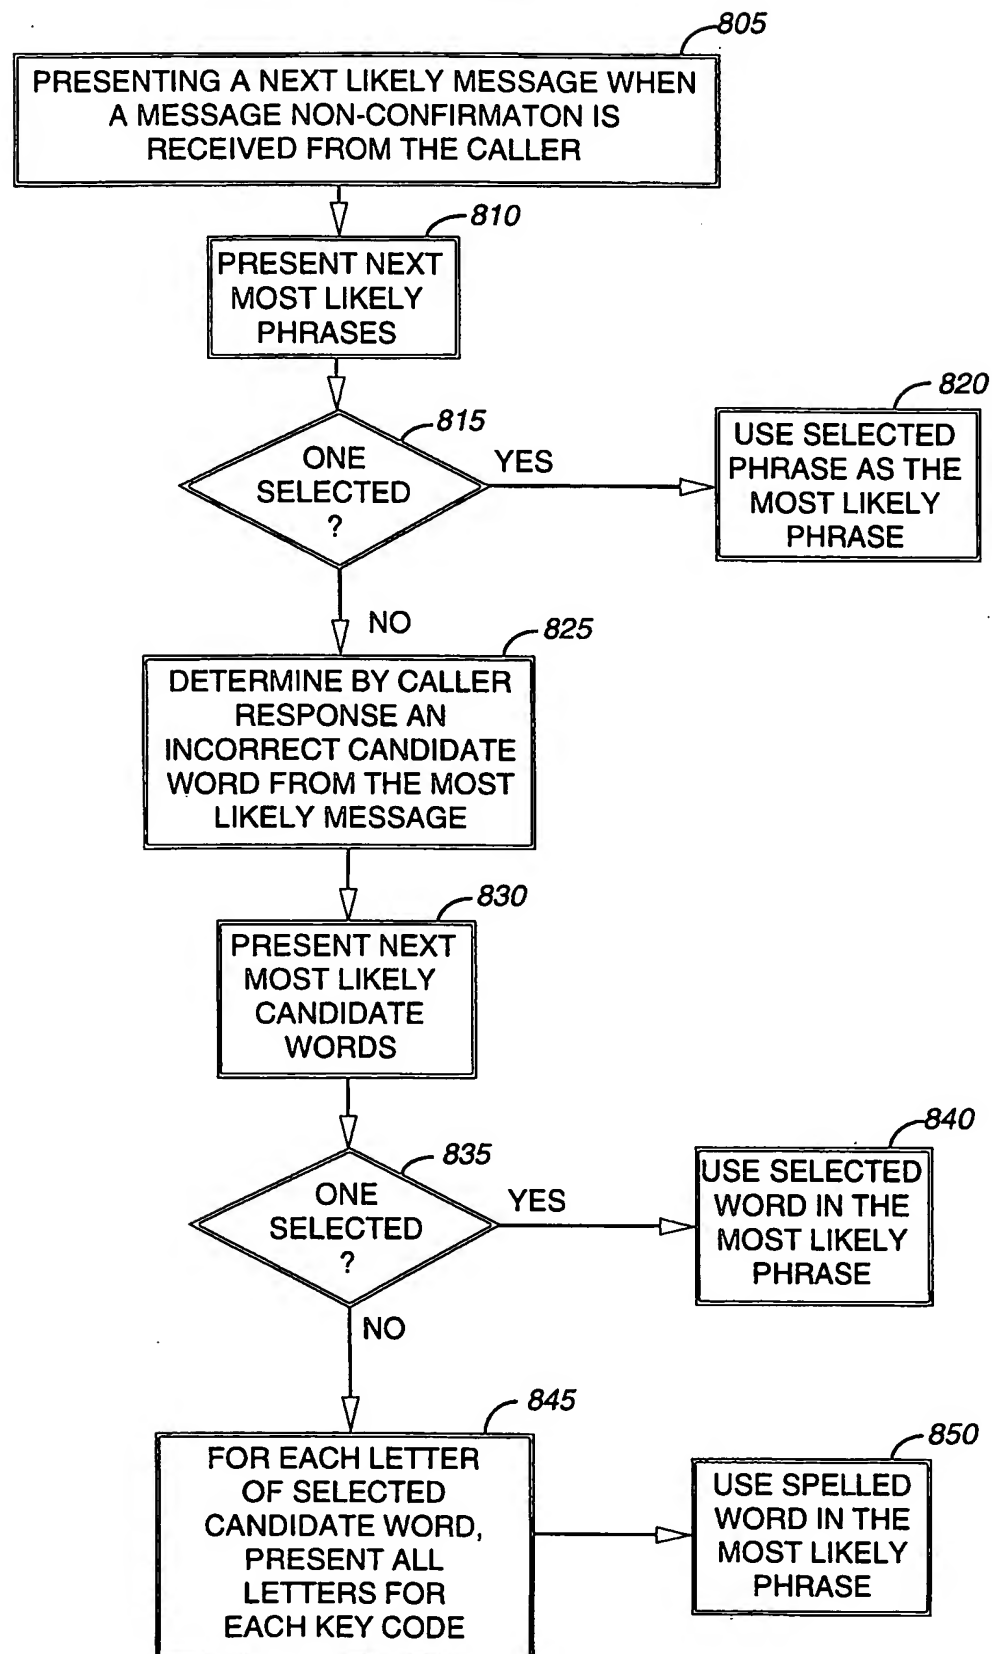 805
PRESENTING A NEXT LIKELY MESSAGE WHEN
A MESSAGE NON-CONFIRMATON IS
RECEIVED FROM THE CALLER
810
PRESENT NEXT
MOST LIKELY
PHRASES
815
ONE
SELECTED
?
YES
820
USE SELECTED
PHRASE AS THE
MOST LIKELY
PHRASE
NO
825
DETERMINE BY CALLER
RESPONSE AN
INCORRECT CANDIDATE
WORD FROM THE MOST
LIKELY MESSAGE
830
PRESENT NEXT
MOST LIKELY
CANDIDATE
WORDS
835
ONE
SELECTED
?
YES
840
USE SELECTED
WORD IN THE
MOST LIKELY
PHRASE
NO
845
FOR EACH LETTER
OF SELECTED
CANDIDATE WORD,
PRESENT ALL
LETTERS FOR
EACH KEY CODE
850
USE SPELLED
WORD IN THE
MOST LIKELY
PHRASE